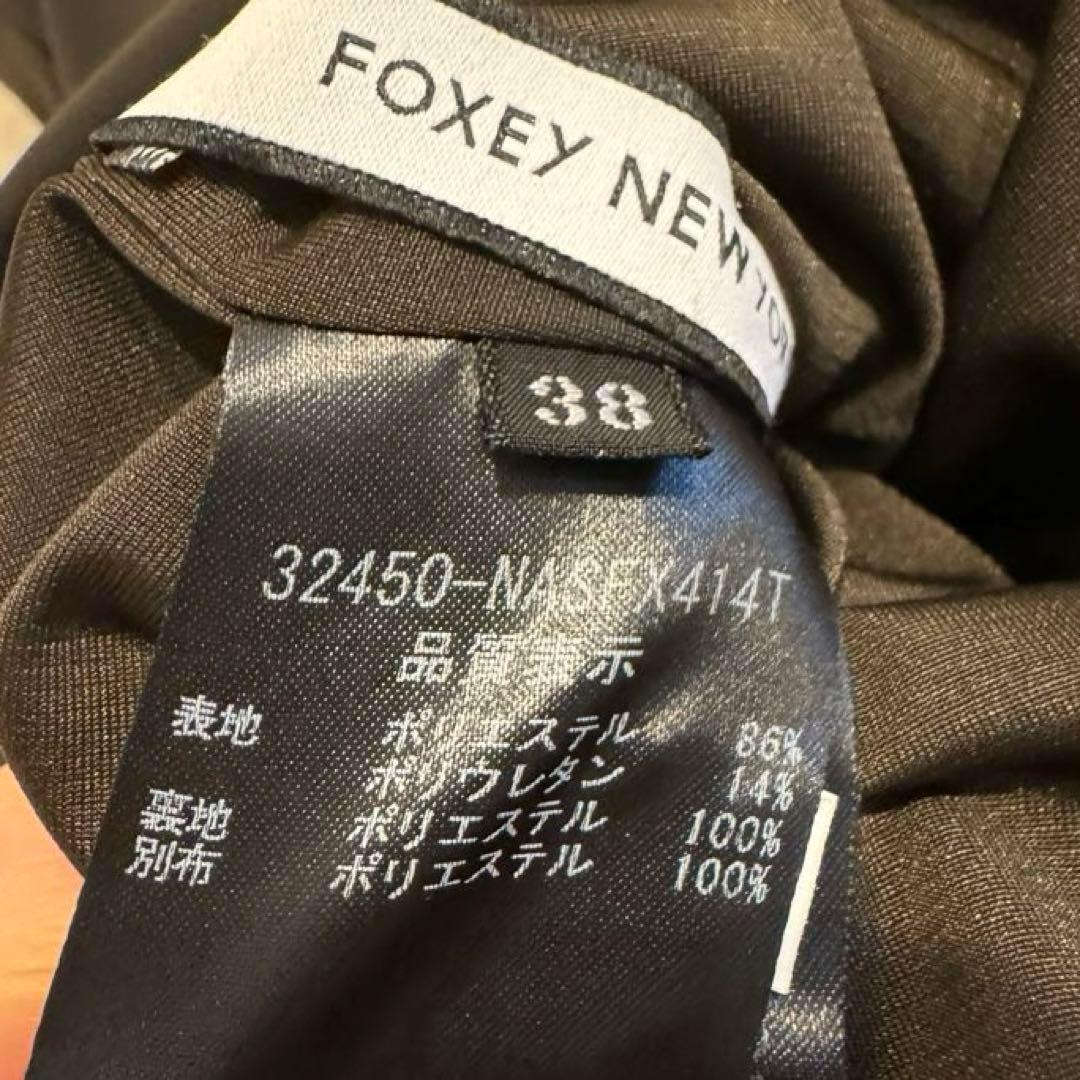 FOXEY NEW YOR
38
32450-NASFX414T
品質表示
表地 ポリエステル 86%
ポリウレタン 14%
裏地 ポリエステル 100%
別布 ポリエステル 100%